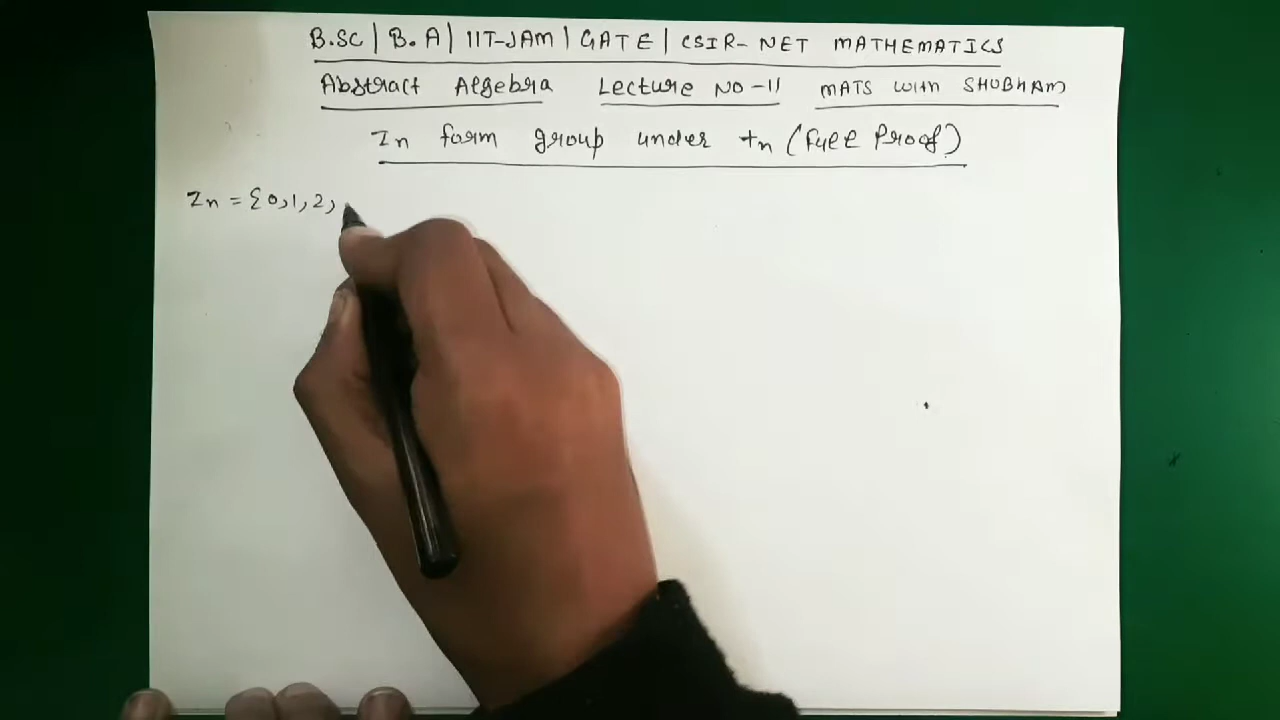 B.SC | B.A | IIT-JAM | GATE | CSIR-NET MATHEMATICS
Abstract Algebra Lecture NO-11 MATS WITH SHUBHAM
Zn form group under +n (Full Proof)
Zn = {0,1,2,